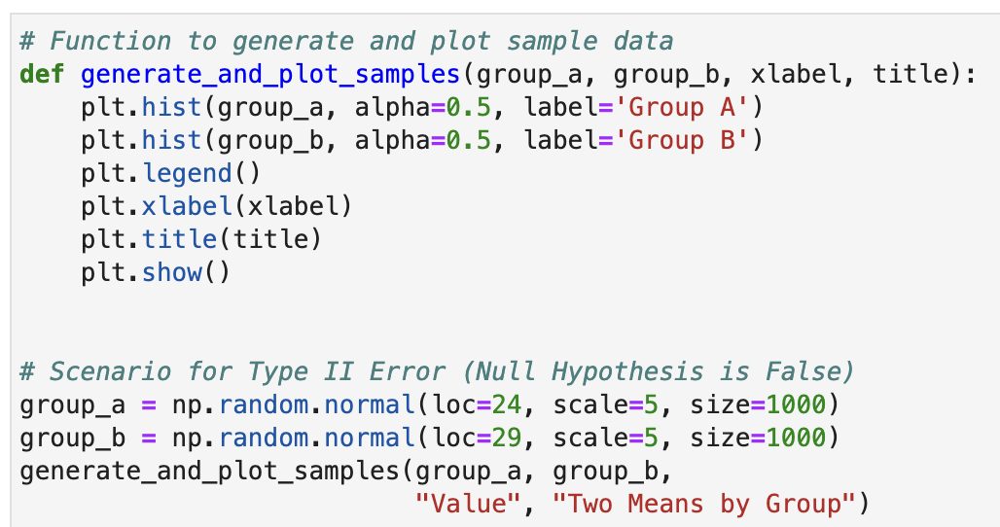 # Function to generate and plot sample data
def generate_and_plot_samples(group_a, group_b, xlabel, title):
    plt.hist(group_a, alpha=0.5, label='Group A')
    plt.hist(group_b, alpha=0.5, label='Group B')
    plt.legend()
    plt.xlabel(xlabel)
    plt.title(title)
    plt.show()
# Scenario for Type II Error (Null Hypothesis is False)
group_a = np.random.normal(loc=24, scale=5, size=1000)
group_b = np.random.normal(loc=29, scale=5, size=1000)
generate_and_plot_samples(group_a, group_b,
                          "Value", "Two Means by Group")